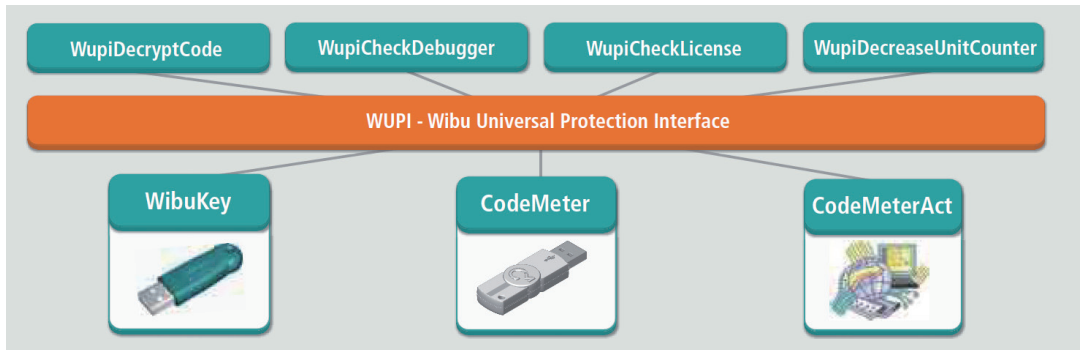 WupiDecryptCode
WupiCheckDebugger
WupiCheckLicense
WupiDecreaseUnitCounter
WUPI - Wibu Universal Protection Interface
WibuKey
CodeMeter
CodeMeterAct